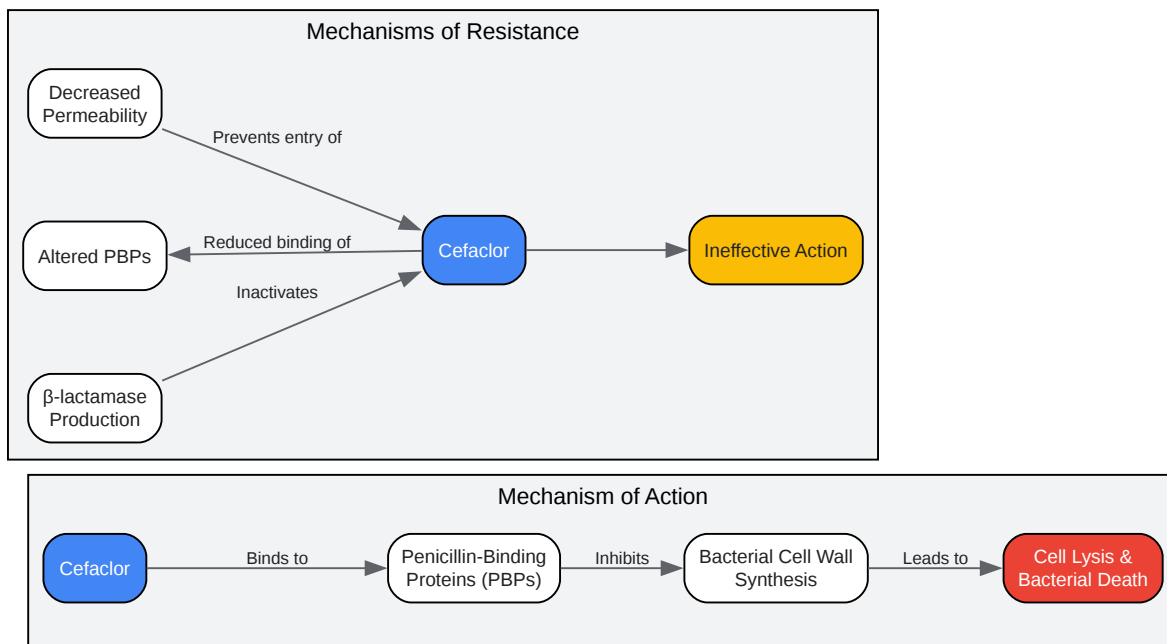 Mechanisms of Resistance
Decreased
Permeability
Prevents entry of
Altered PBPs
Reduced binding of
Cefaclor
Ineffective Action
Inactivates
β-lactamase
Production
Mechanism of Action
Cefaclor
Binds to
Penicillin-Binding
Proteins (PBPs)
Inhibits
Bacterial Cell Wall
Synthesis
Leads to
Cell Lysis &
Bacterial Death